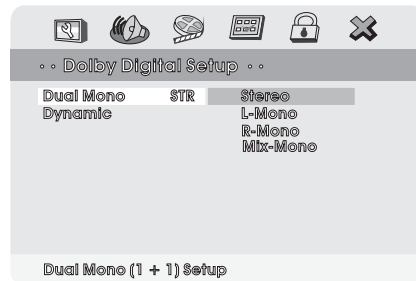 •• Dolby Digital Setup ••
Dual Mono STR Stereo
Dynamic L-Mono
R-Mono
Mix-Mono
Dual Mono (1 + 1) Setup